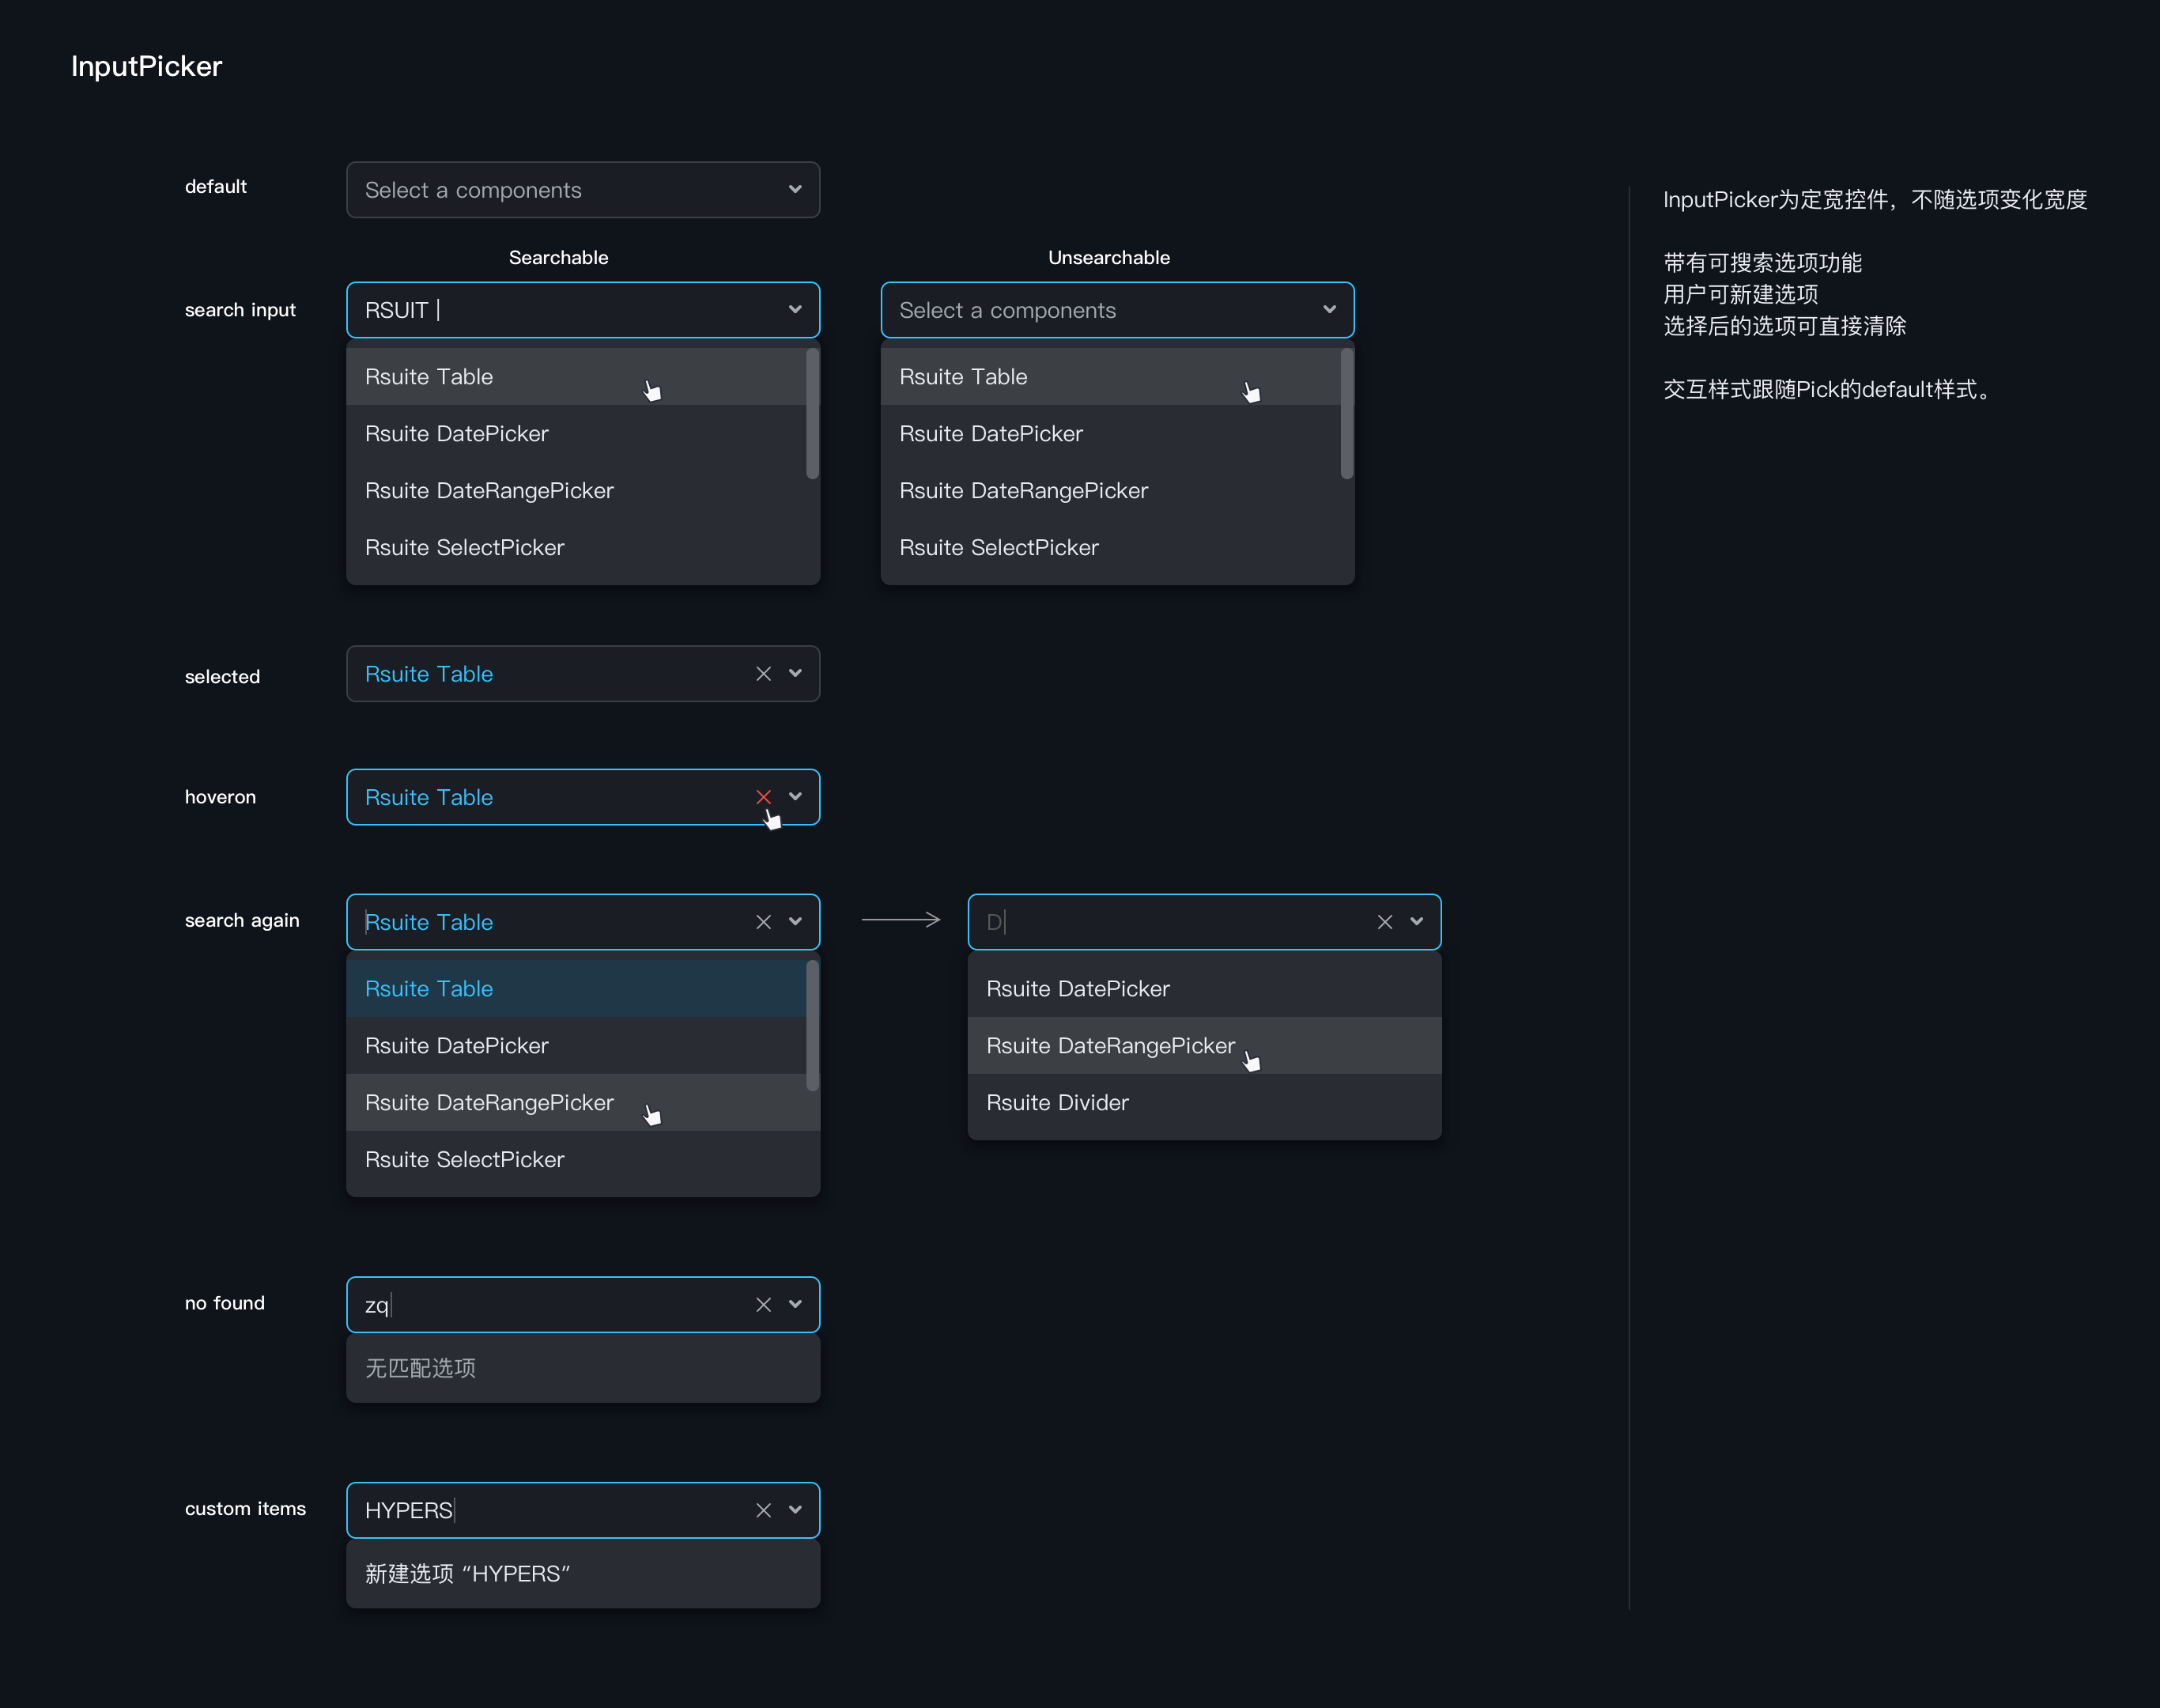 InputPicker
default
Select a components
Searchable
Unsearchable
search input
RSUIT
Select a components
Rsuite Table
Rsuite DatePicker
Rsuite DateRangePicker
Rsuite SelectPicker
Rsuite Table
Rsuite DatePicker
Rsuite DateRangePicker
Rsuite SelectPicker
selected
Rsuite Table
hoveron
Rsuite Table
search again
Rsuite Table
D
Rsuite Table
Rsuite DatePicker
Rsuite DateRangePicker
Rsuite SelectPicker
Rsuite DatePicker
Rsuite DateRangePicker
Rsuite Divider
no found
zq
无匹配选项
custom items
HYPERS
新建选项 “HYPERS”
InputPicker为定宽控件，不随选项变化宽度
带有可搜索选项功能
用户可新建选项
选择后的选项可直接清除
交互样式跟随Pick的default样式。